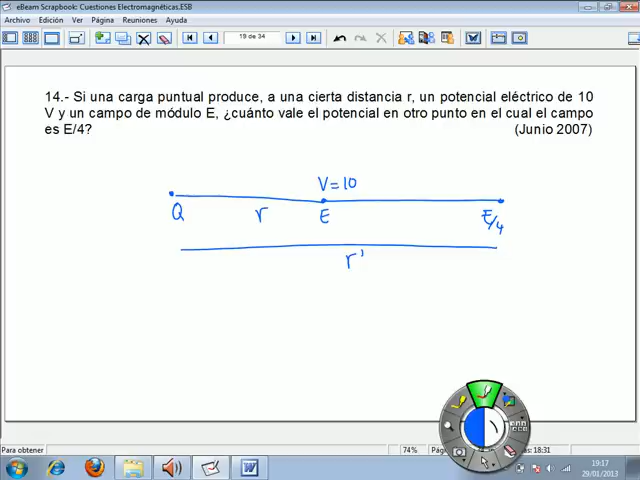 eBeam Scrapbook: Cuestiones Electromagnéticas.ESB
Archivo Edición Ver Página Reuniones Ayuda
19 de 34
14.- Si una carga puntual produce, a una cierta distancia r, un potencial eléctrico de 10
V y un campo de módulo E, ¿cuánto vale el potencial en otro punto en el cual el campo
es E/4? (Junio 2007)
V=10
Q r E E/4
r'
Para obtener 74% 18:31
19:17
29/01/2013